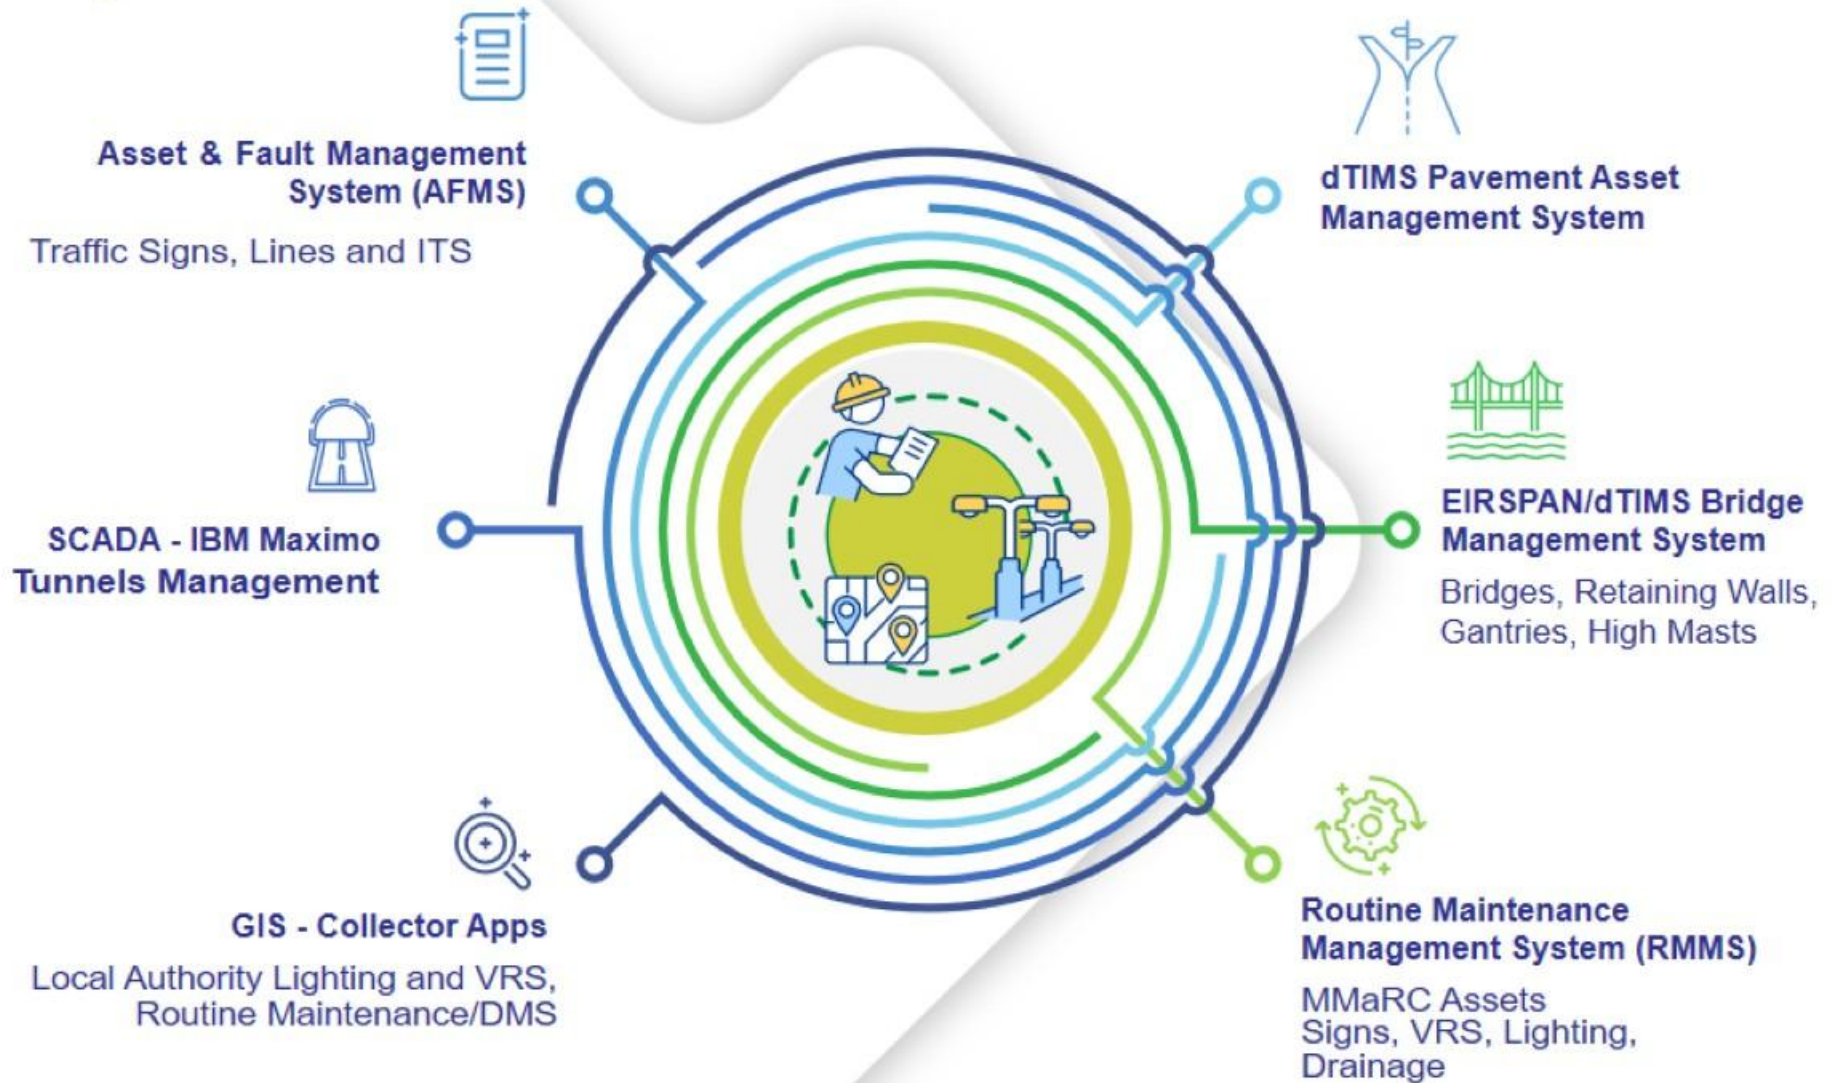 Asset & Fault Management
System (AFMS)
Traffic Signs, Lines and ITS
dTIMS Pavement Asset
Management System
SCADA - IBM Maximo
Tunnels Management
EIRSPAN/dTIMS Bridge
Management System
Bridges, Retaining Walls,
Gantries, High Masts
GIS - Collector Apps
Local Authority Lighting and VRS,
Routine Maintenance/DMS
Routine Maintenance
Management System (RMMS)
MMaRC Assets
Signs, VRS, Lighting,
Drainage